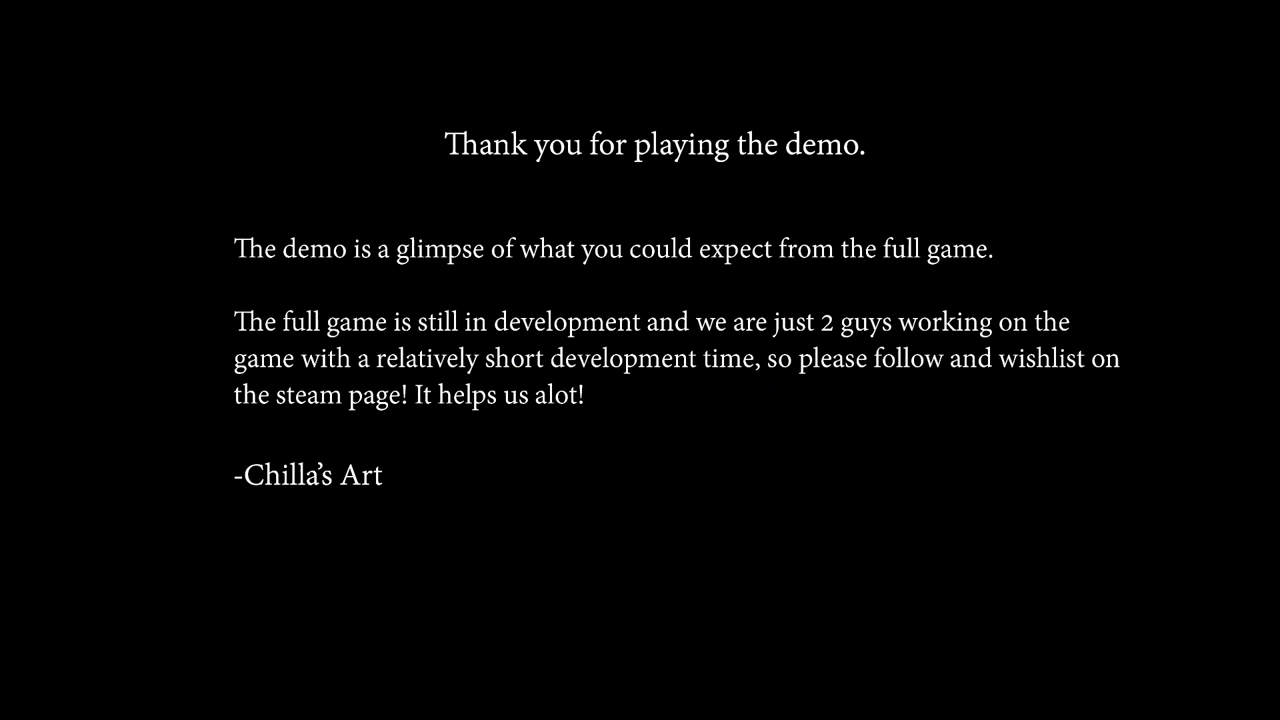 Thank you for playing the demo.
The demo is a glimpse of what you could expect from the full game.
The full game is still in development and we are just 2 guys working on the
game with a relatively short development time, so please follow and wishlist on
the steam page! It helps us alot!
-Chilla’s Art